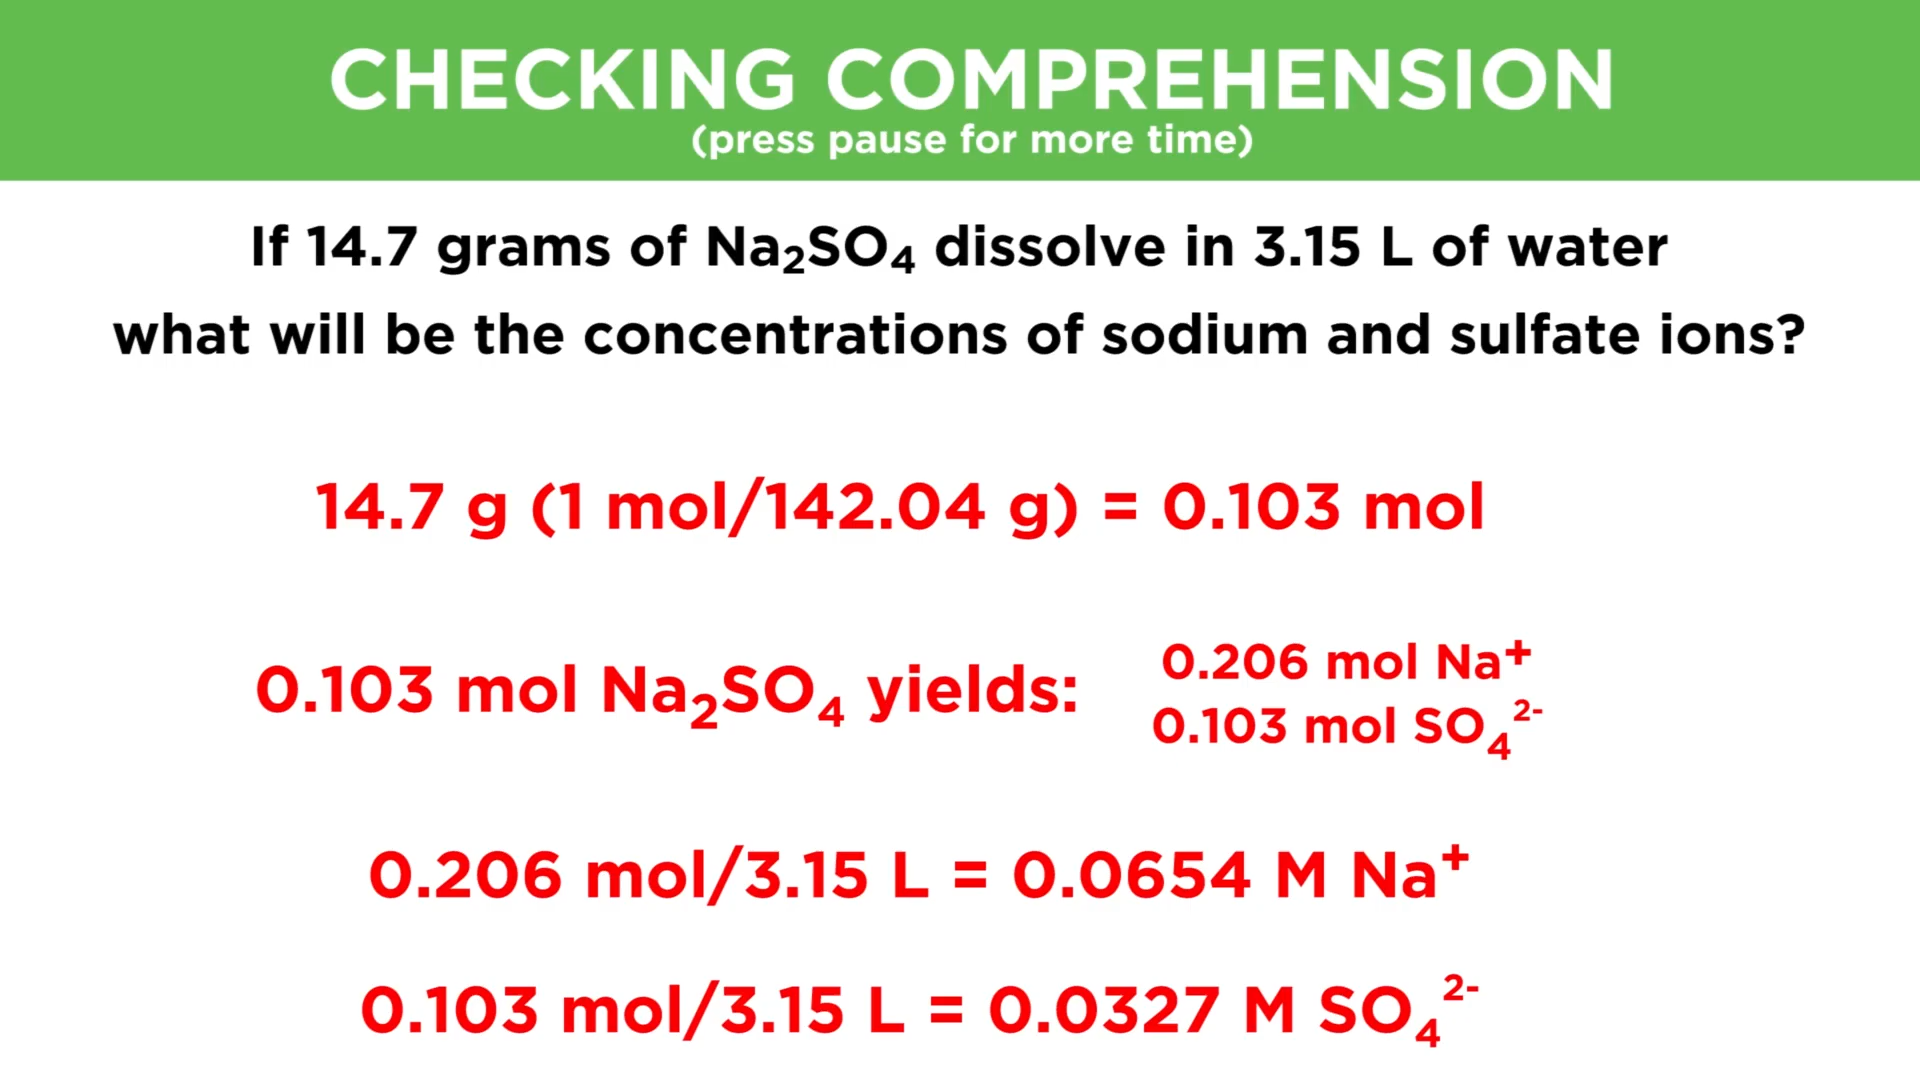 CHECKING COMPREHENSION
(press pause for more time)
If 14.7 grams of Na₂SO₄ dissolve in 3.15 L of water
what will be the concentrations of sodium and sulfate ions?
14.7 g (1 mol/142.04 g) = 0.103 mol
0.103 mol Na₂SO₄ yields:
0.206 mol Na⁺
0.103 mol SO₄²⁻
0.206 mol/3.15 L = 0.0654 M Na⁺
0.103 mol/3.15 L = 0.0327 M SO₄²⁻